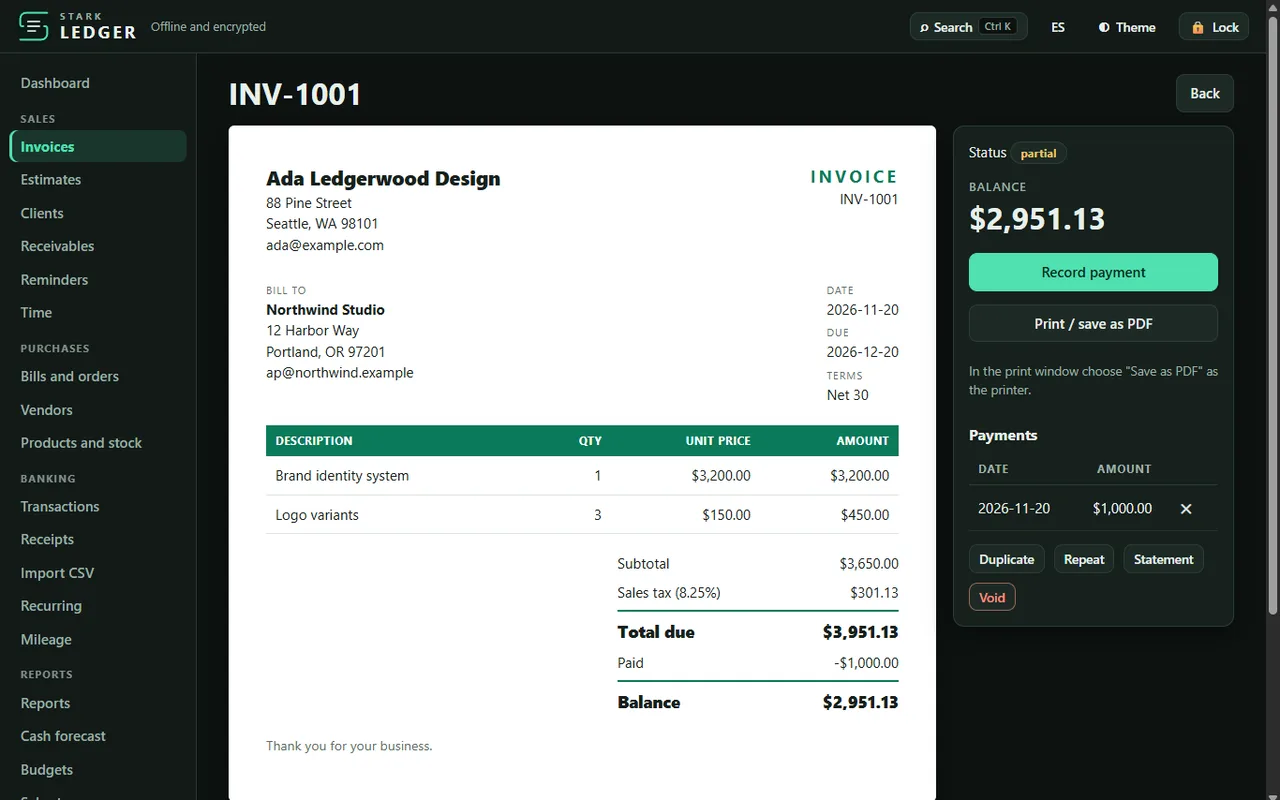 STARK
LEDGER
Offline and encrypted
Search Ctrl K
ES
Theme
Lock
Dashboard
SALES
Invoices
Estimates
Clients
Receivables
Reminders
Time
PURCHASES
Bills and orders
Vendors
Products and stock
BANKING
Transactions
Receipts
Import CSV
Recurring
Mileage
REPORTS
Reports
Cash forecast
Budgets
INV-1001
Back
Ada Ledgerwood Design
88 Pine Street
Seattle, WA 98101
ada@example.com
INVOICE
INV-1001
BILL TO
Northwind Studio
12 Harbor Way
Portland, OR 97201
ap@northwind.example
DATE
2026-11-20
DUE
2026-12-20
TERMS
Net 30
DESCRIPTION QTY UNIT PRICE AMOUNT
Brand identity system 1 $3,200.00 $3,200.00
Logo variants 3 $150.00 $450.00
Subtotal $3,650.00
Sales tax (8.25%) $301.13
Total due $3,951.13
Paid -$1,000.00
Balance $2,951.13
Thank you for your business.
Status partial
BALANCE
$2,951.13
Record payment
Print / save as PDF
In the print window choose "Save as PDF" as
the printer.
Payments
DATE AMOUNT
2026-11-20 $1,000.00 ✕
Duplicate Repeat Statement
Void